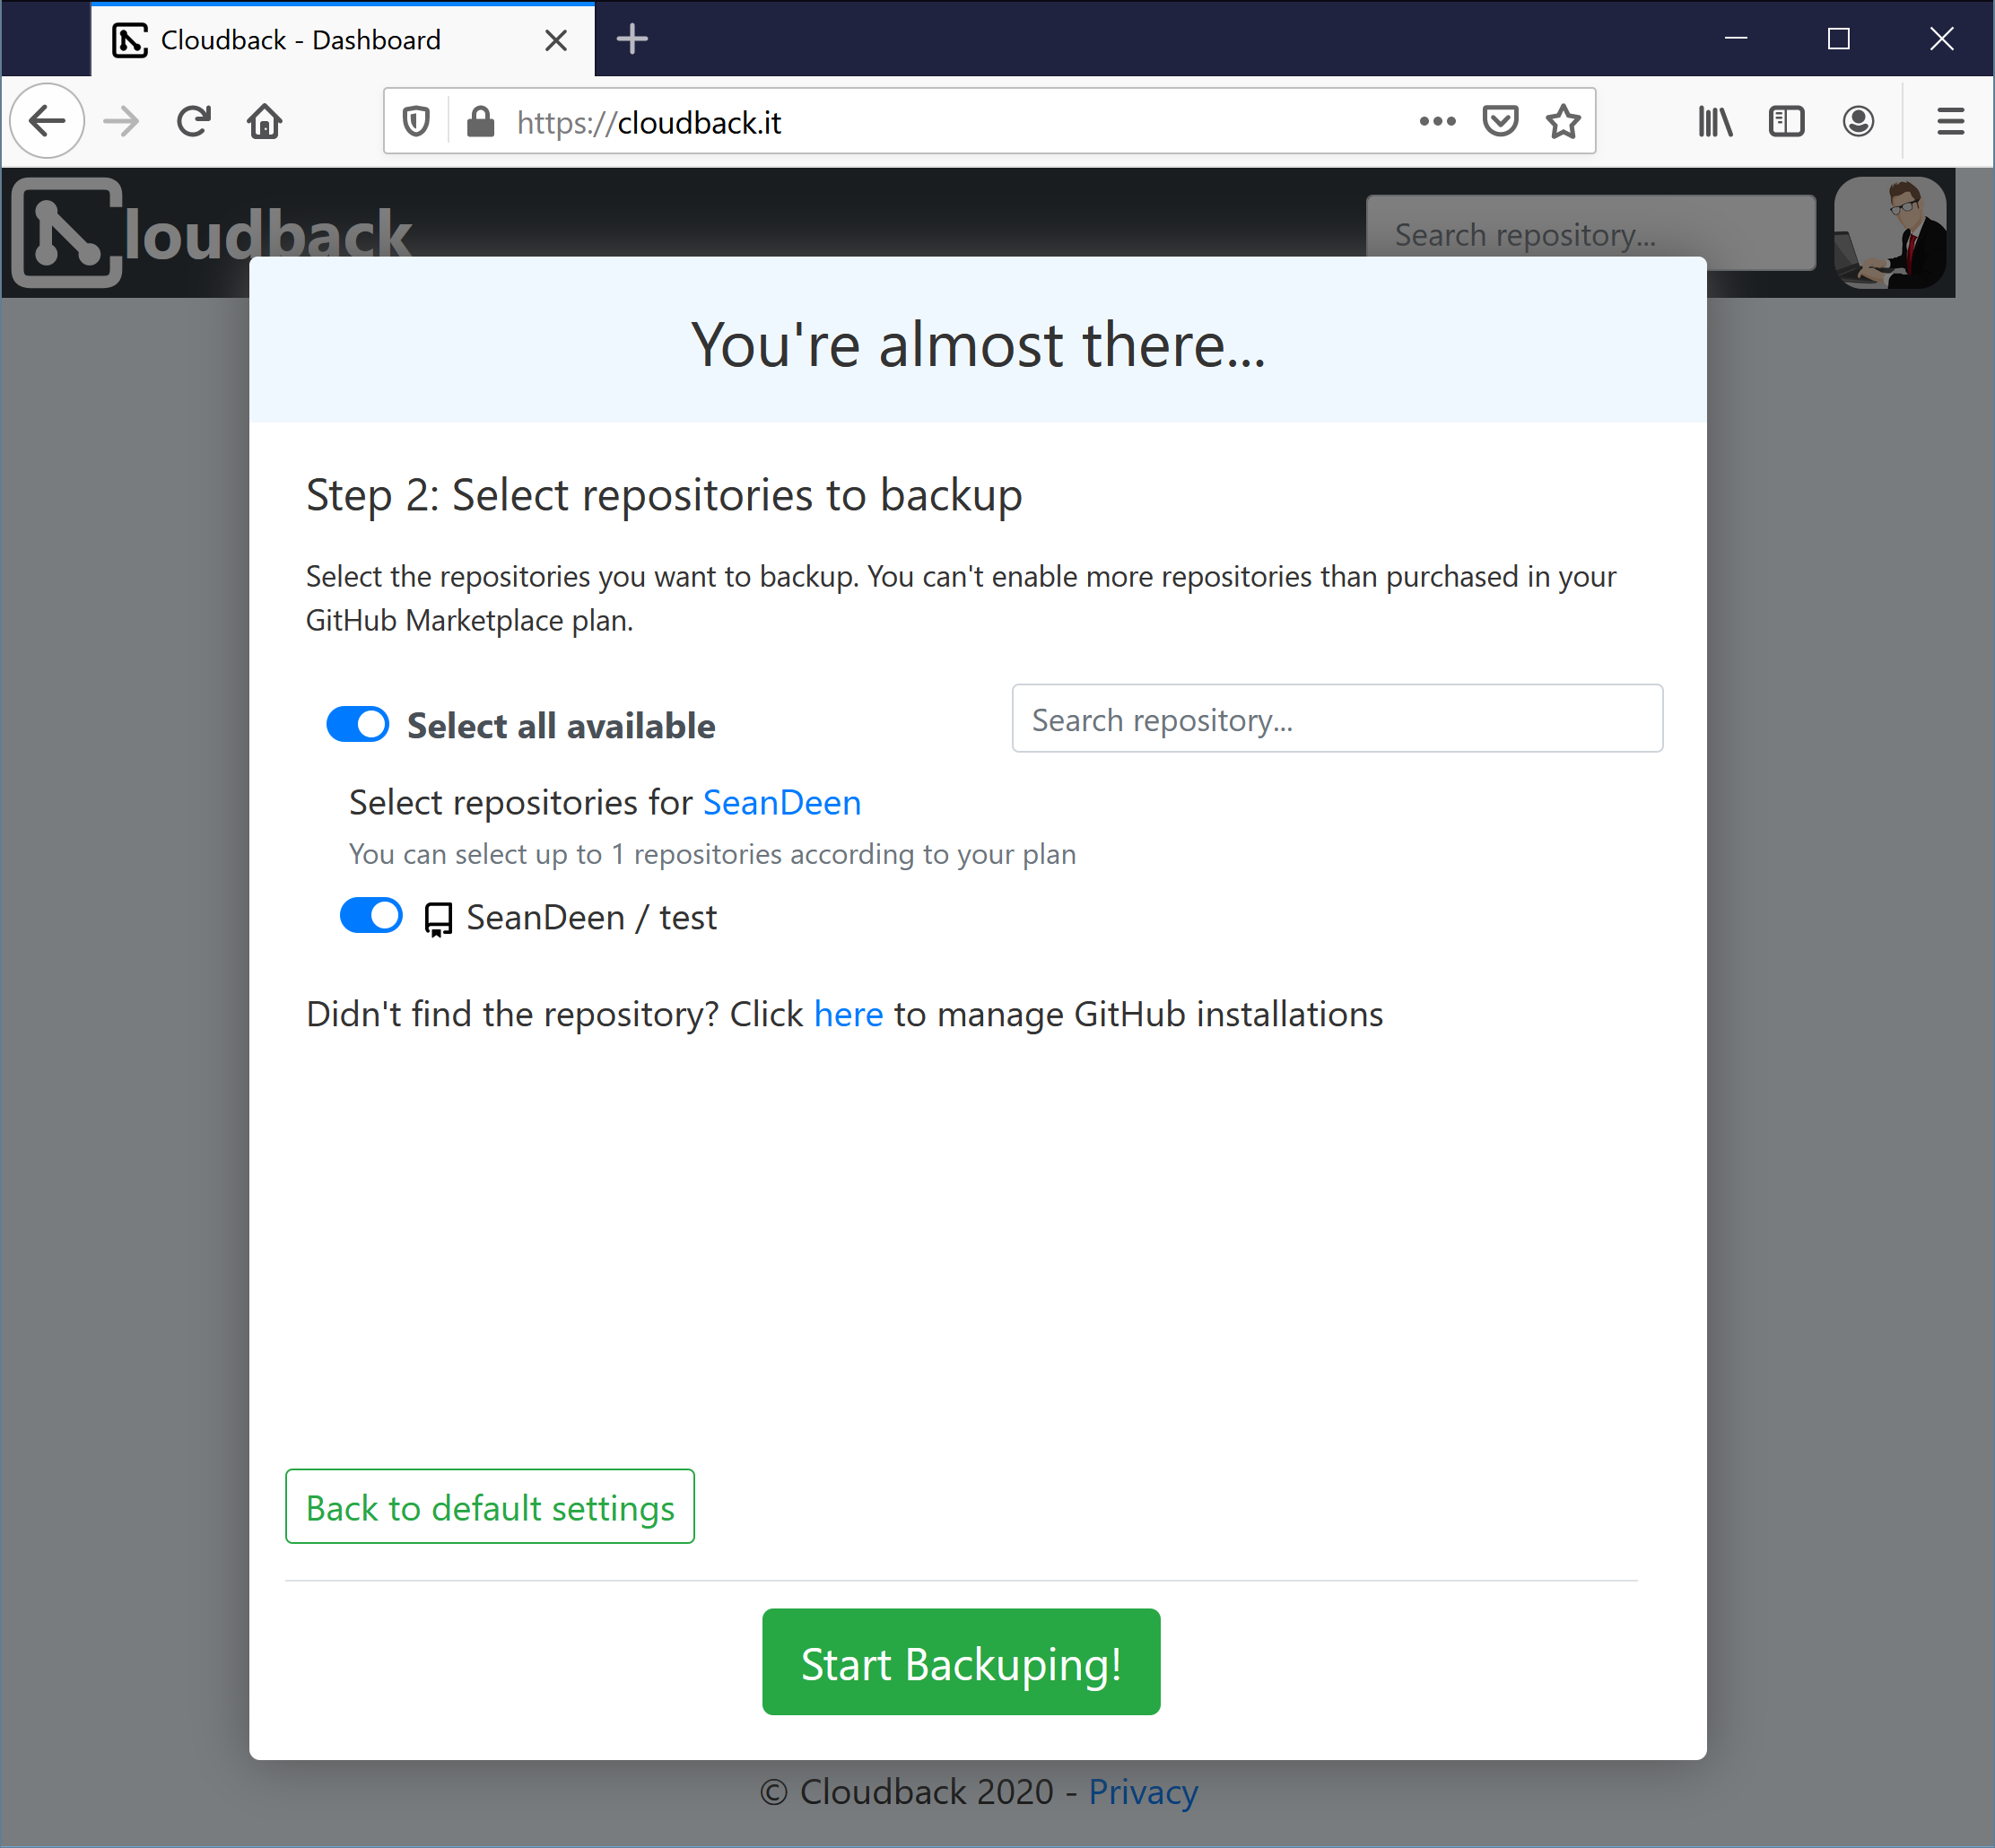 Cloudback - Dashboard
https://cloudback.it
loudback
Search repository...
You're almost there...
Step 2: Select repositories to backup
Select the repositories you want to backup. You can't enable more repositories than purchased in your
GitHub Marketplace plan.
Select all available
Search repository...
Select repositories for SeanDeen
You can select up to 1 repositories according to your plan
SeanDeen / test
Didn't find the repository? Click here to manage GitHub installations
Back to default settings
Start Backuping!
© Cloudback 2020 - Privacy